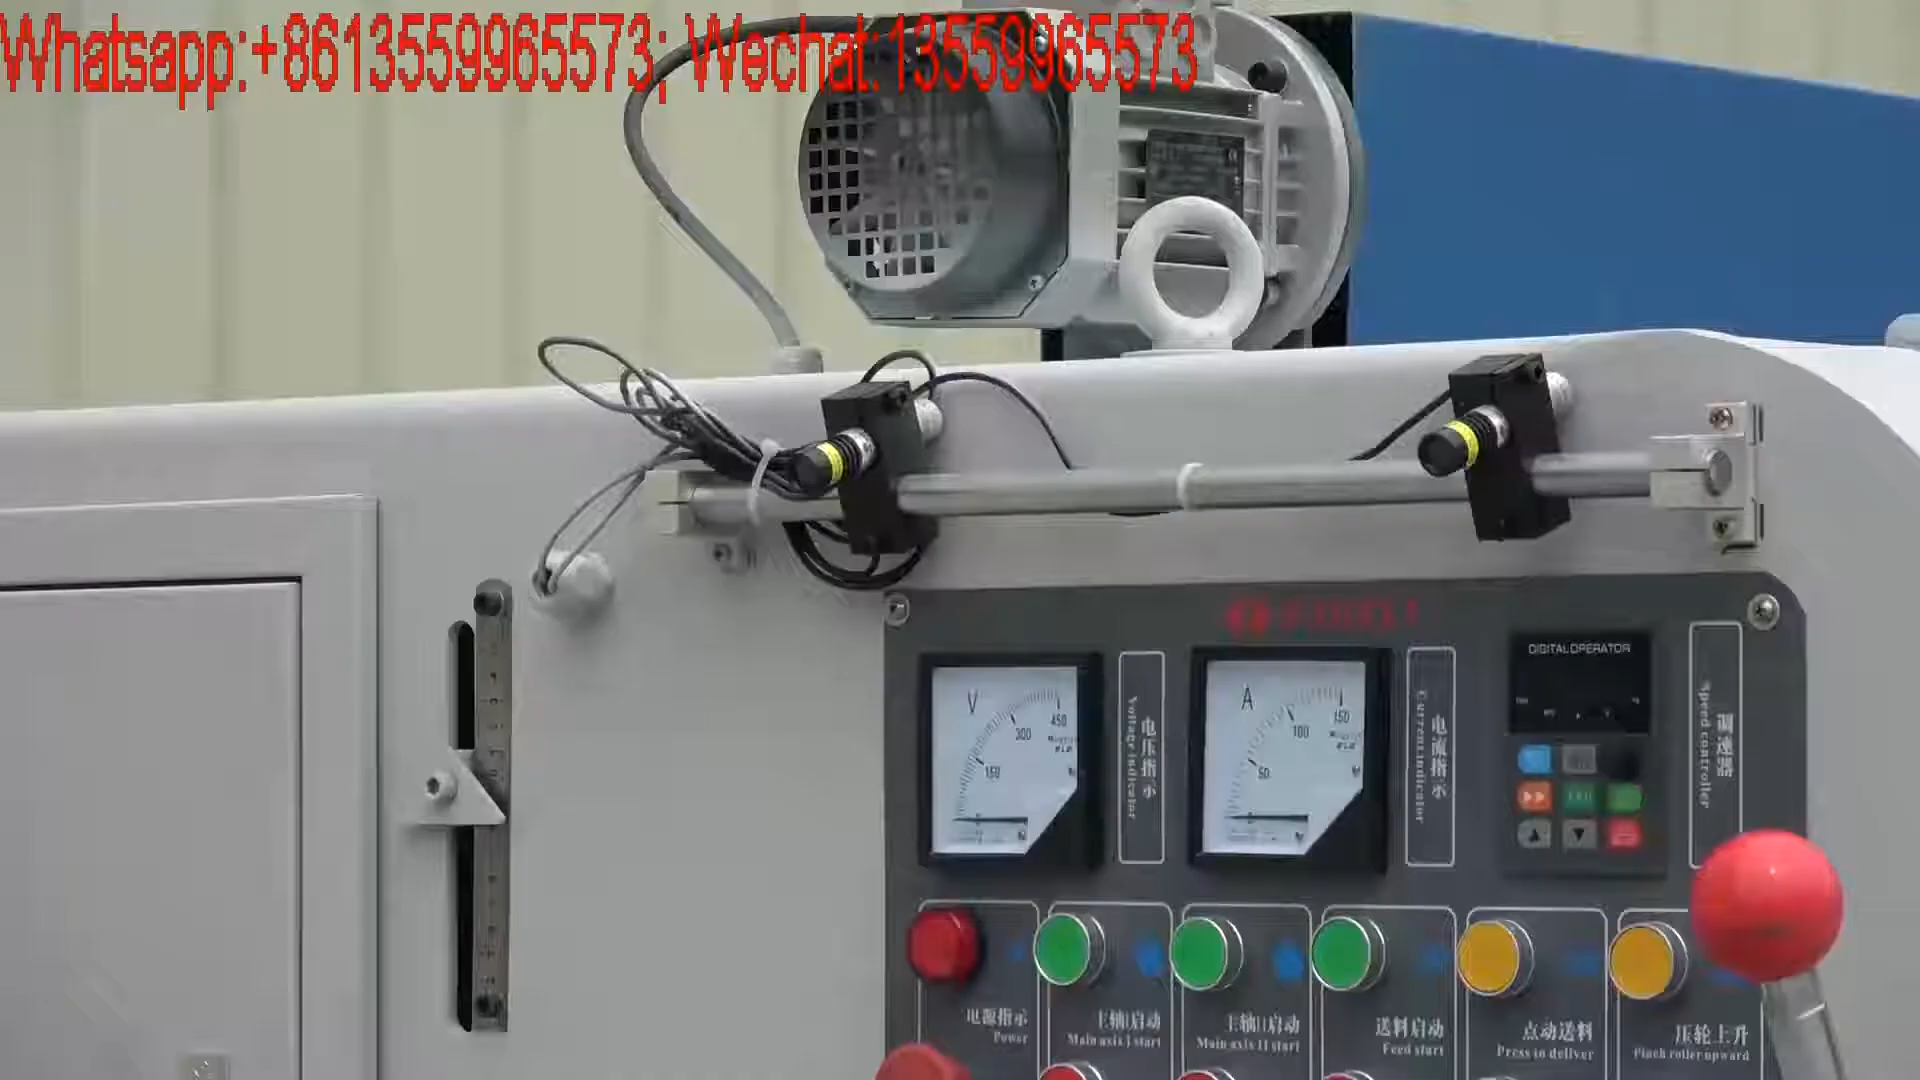 Whatsapp:+8613559965573; Wechat:13559965573
V
150
300
450
电压指示
Voltage indicator
A
50
100
150
电流指示
Current indicator
DIGITAL OPERATOR
调速器
Speed controller
电源指示
Power
主轴I启动
Main axis I start
主轴II启动
Main axis II start
送料启动
Feed start
点动送料
Press to deliver
压轮上升
Pinch roller upward